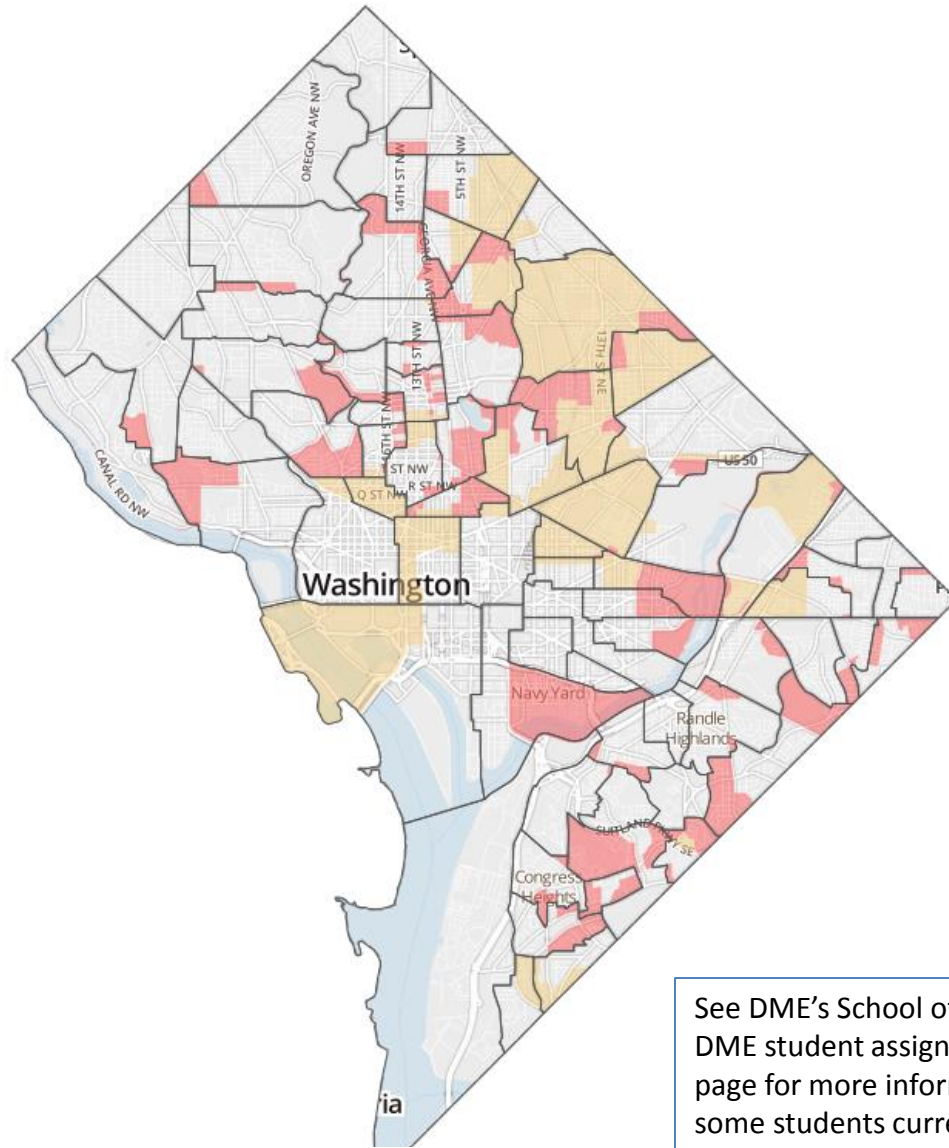 OREGON AVE NW
14TH ST NW
5TH ST NW
GEORGIA AVE NW
13TH ST NW
13TH ST NE
16TH ST NW
CANAL RD NW
ST NW
R ST NW
Q ST NW
US 50
Washington
Navy Yard
Randle
Highlands
SUITLAND PKWY SE
Congress
Heights
ria
See DME's School of
DME student assign
page for more inform
some students curre